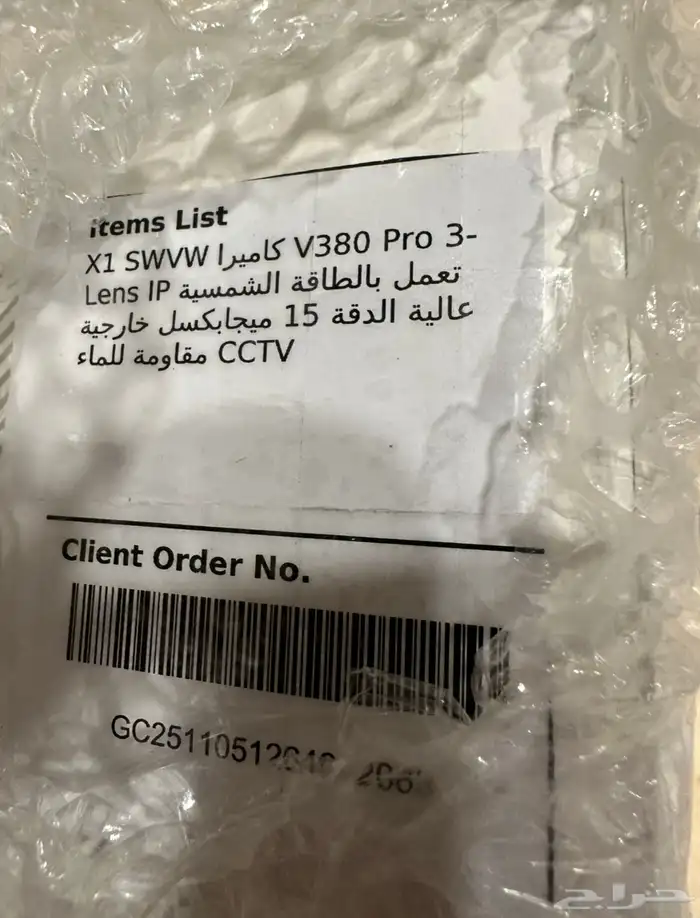 Items List
X1 SWVW كاميرا V380 Pro 3-
Lens IP تعمل بالطاقة الشمسية
عالية الدقة 15 ميجابكسل خارجية
CCTV مقاومة للماء
Client Order No.
حراج